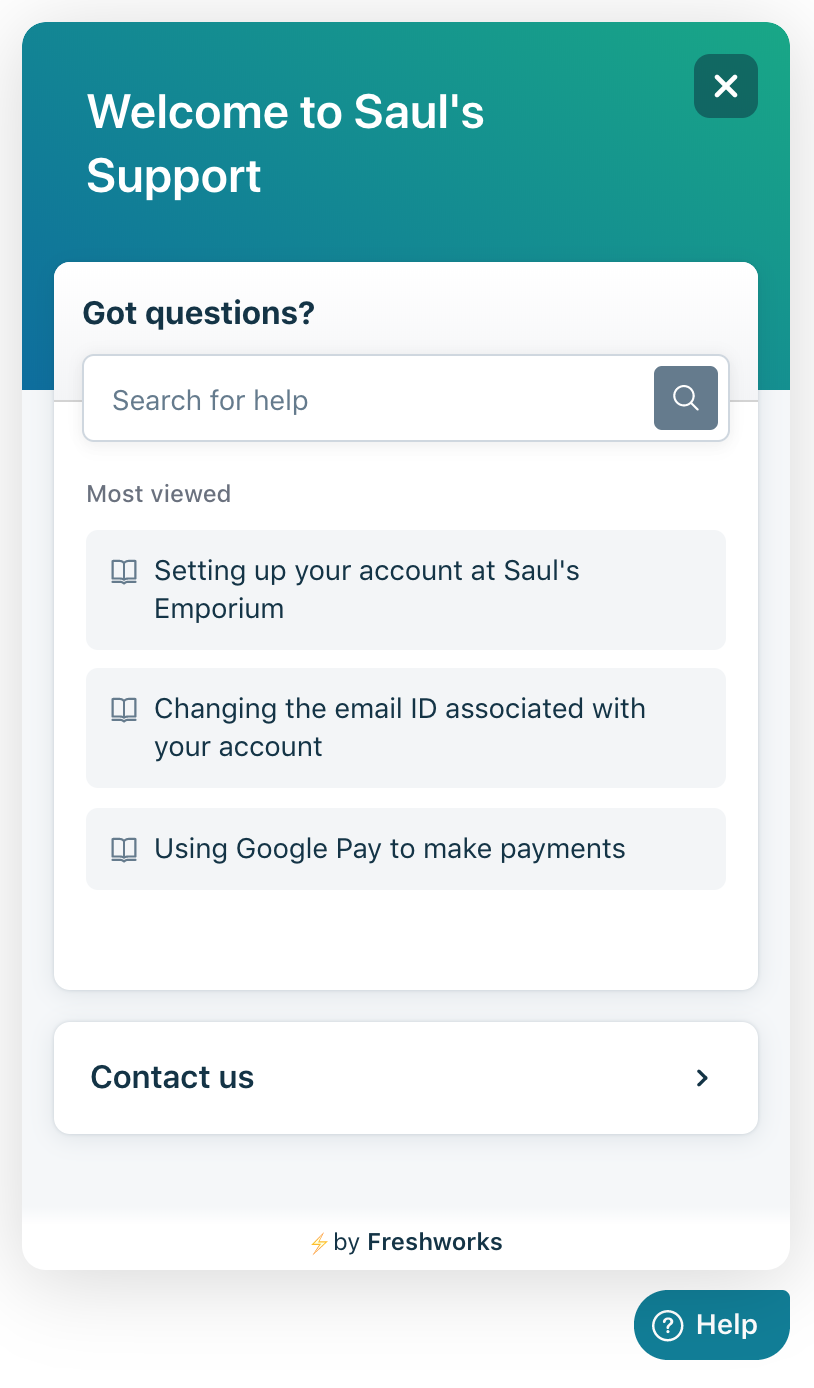 Welcome to Saul's
Support
Got questions?
Search for help
Most viewed
Setting up your account at Saul's
Emporium
Changing the email ID associated with
your account
Using Google Pay to make payments
Contact us
by Freshworks
Help